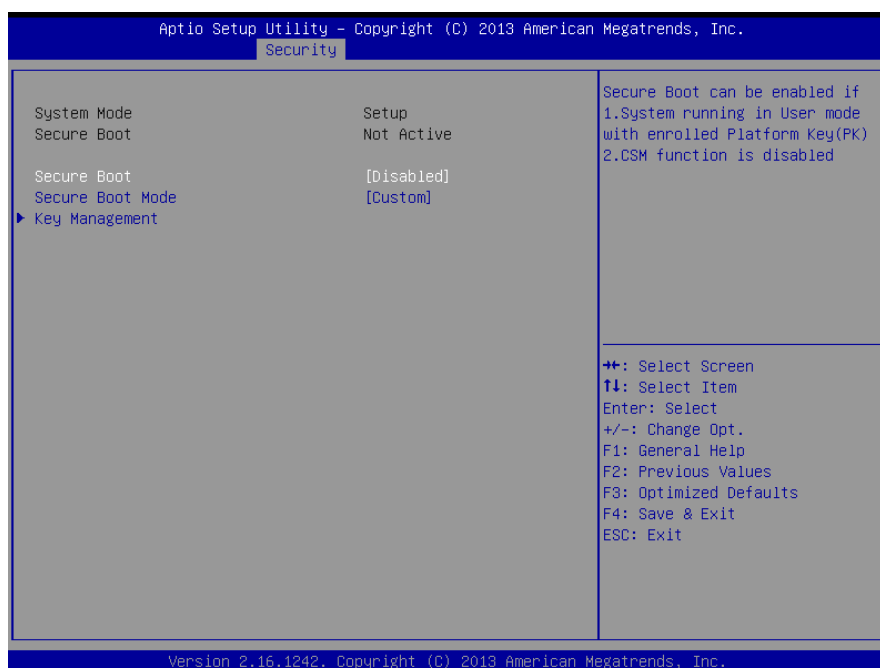 Aptio Setup Utility – Copyright (C) 2013 American Megatrends, Inc.
Security
System Mode Setup
Secure Boot Not Active
Secure Boot [Disabled]
Secure Boot Mode [Custom]
Key Management
Secure Boot can be enabled if
1.System running in User mode
with enrolled Platform Key(PK)
2.CSM function is disabled
→←: Select Screen
↑↓: Select Item
Enter: Select
+/-: Change Opt.
F1: General Help
F2: Previous Values
F3: Optimized Defaults
F4: Save & Exit
ESC: Exit
Version 2.16.1242. Copyright (C) 2013 American Megatrends, Inc.